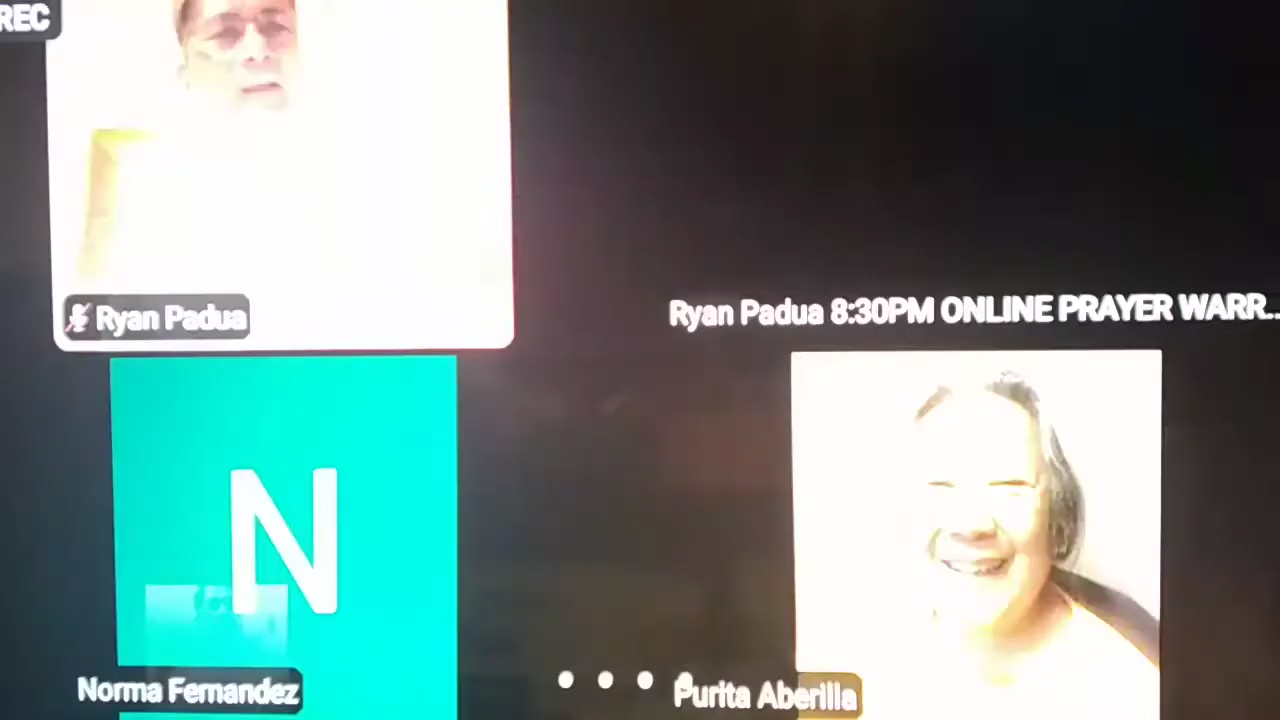 REC
Ryan Padua
Ryan Padua 8:30PM ONLINE PRAYER WARR...
N
Norma Fernandez
Purita Aberilla